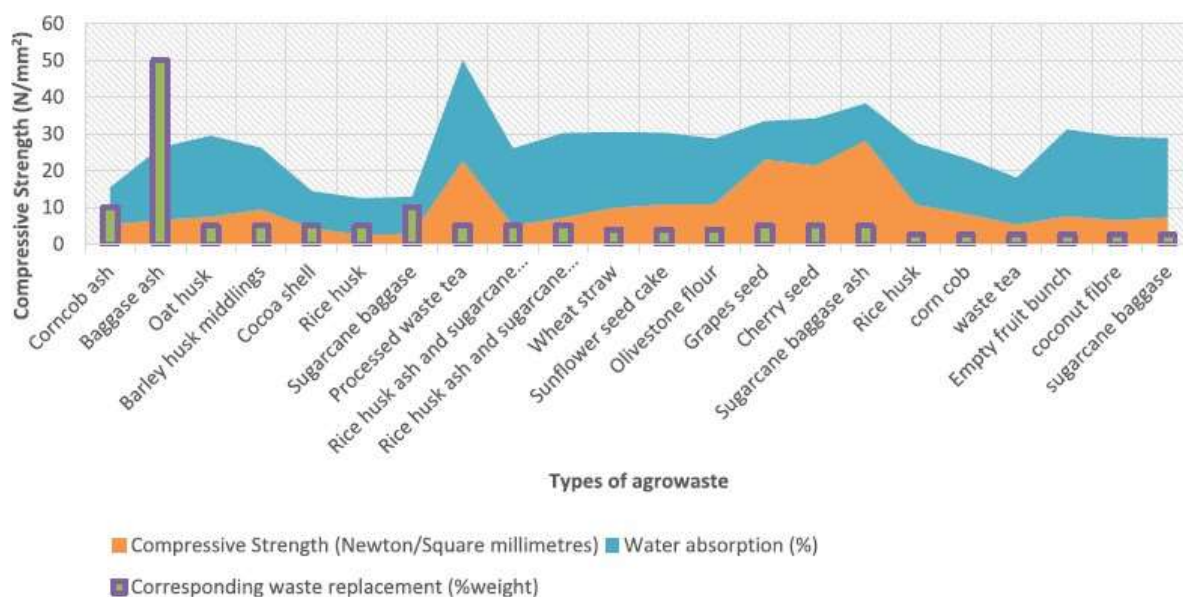 60
50
40
30
20
10
0
Compressive Strength (N/mm²)
Corncob ash
Baggase ash
Oat husk
Barley husk middlings
Cocoa shell
Rice husk
Sugarcane baggase
Processed waste tea
Rice husk ash and sugarcane...
Rice husk ash and sugarcane...
Wheat straw
Sunflower seed cake
Olivestone flour
Grapes seed
Cherry seed
Sugarcane baggase ash
Rice husk
corn cob
waste tea
Empty fruit bunch
coconut fibre
sugarcane baggase
Types of agrowaste
Compressive Strength (Newton/Square millimetres)
Water absorption (%)
Corresponding waste replacement (%weight)